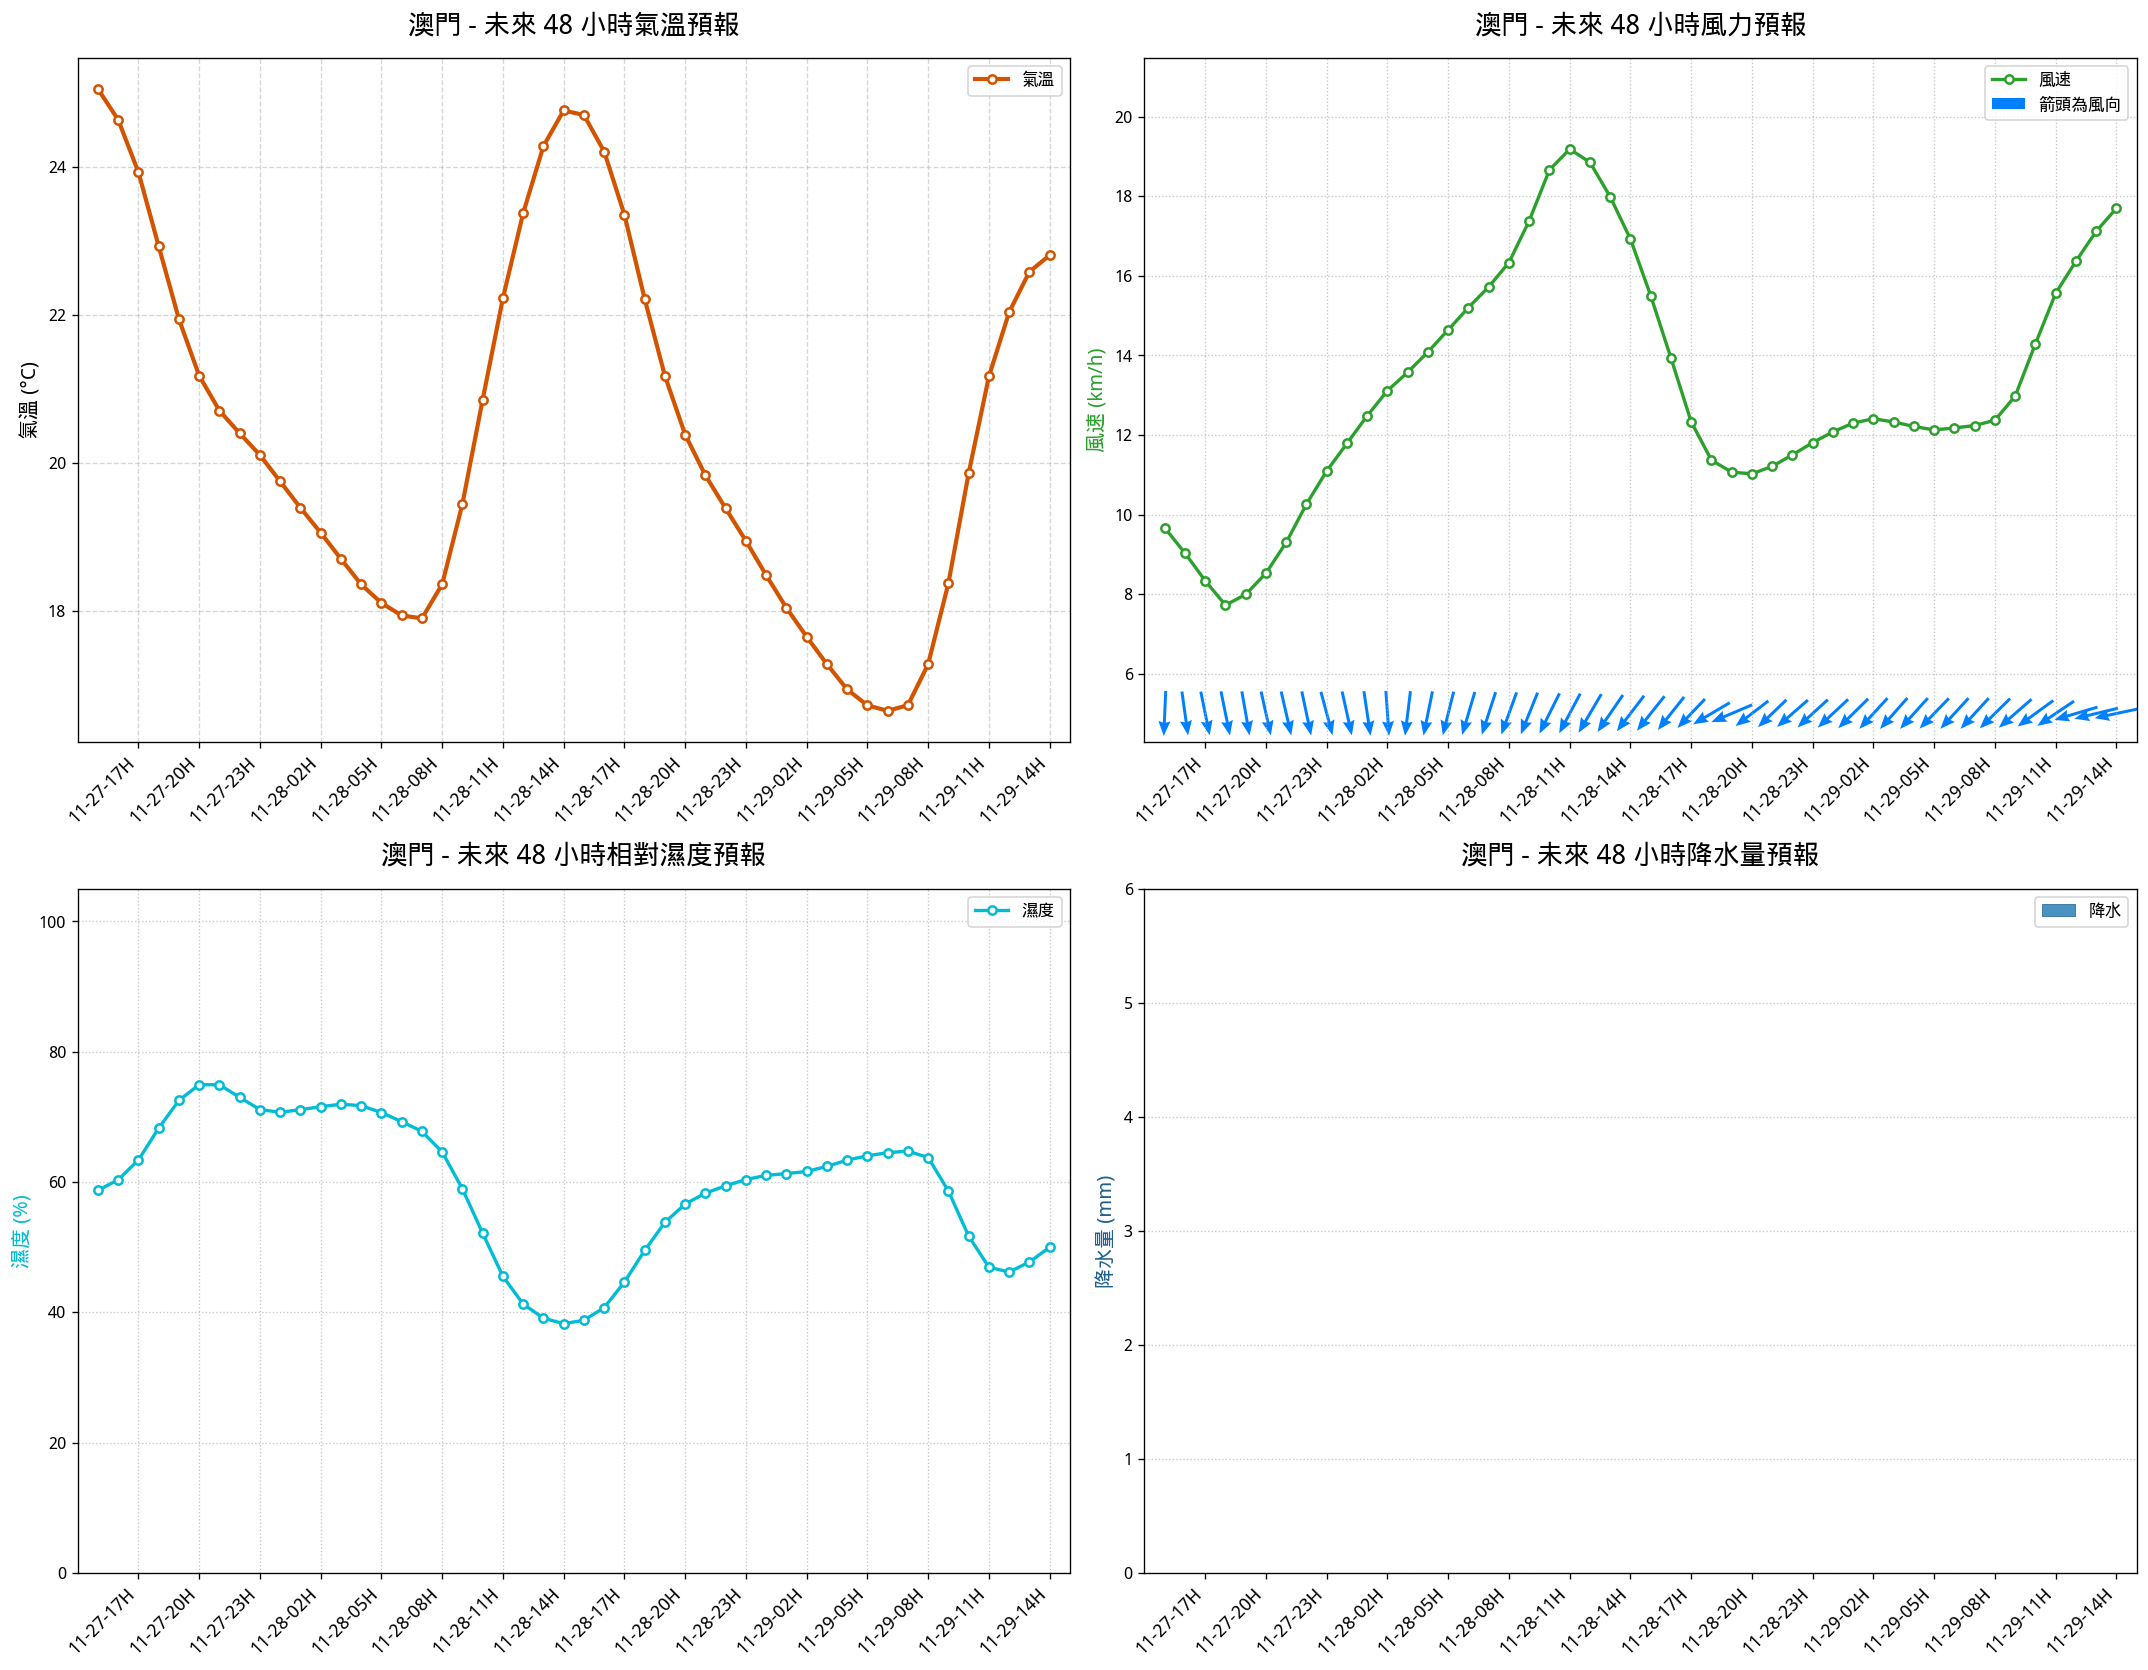 澳門 - 未來 48 小時氣溫預報
氣溫
氣溫 (°C)
24
22
20
18
11-27-17H
11-27-20H
11-27-23H
11-28-02H
11-28-05H
11-28-08H
11-28-11H
11-28-14H
11-28-17H
11-28-20H
11-28-23H
11-29-02H
11-29-05H
11-29-08H
11-29-11H
11-29-14H
澳門 - 未來 48 小時風力預報
風速
箭頭為風向
風速 (km/h)
20
18
16
14
12
10
8
6
11-27-17H
11-27-20H
11-27-23H
11-28-02H
11-28-05H
11-28-08H
11-28-11H
11-28-14H
11-28-17H
11-28-20H
11-28-23H
11-29-02H
11-29-05H
11-29-08H
11-29-11H
11-29-14H
澳門 - 未來 48 小時相對濕度預報
濕度
濕度 (%)
100
80
60
40
20
0
11-27-17H
11-27-20H
11-27-23H
11-28-02H
11-28-05H
11-28-08H
11-28-11H
11-28-14H
11-28-17H
11-28-20H
11-28-23H
11-29-02H
11-29-05H
11-29-08H
11-29-11H
11-29-14H
澳門 - 未來 48 小時降水量預報
降水
降水量 (mm)
6
5
4
3
2
1
0
11-27-17H
11-27-20H
11-27-23H
11-28-02H
11-28-05H
11-28-08H
11-28-11H
11-28-14H
11-28-17H
11-28-20H
11-28-23H
11-29-02H
11-29-05H
11-29-08H
11-29-11H
11-29-14H